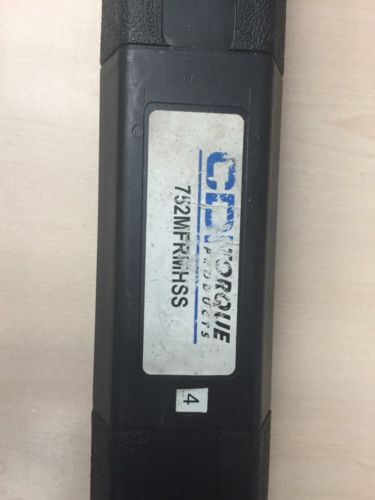 CDI TORQUE
PRODUCTS
752MFRMHSS
4